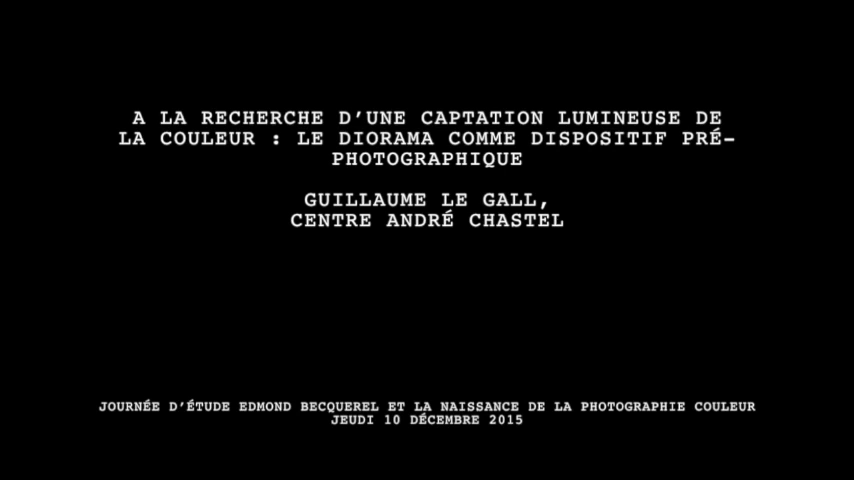 A LA RECHERCHE D'UNE CAPTATION LUMINEUSE DE
LA COULEUR : LE DIORAMA COMME DISPOSITIF PRÉ-
PHOTOGRAPHIQUE
GUILLAUME LE GALL,
CENTRE ANDRÉ CHASTEL
JOURNÉE D'ÉTUDE EDMOND BECQUEREL ET LA NAISSANCE DE LA PHOTOGRAPHIE COULEUR
JEUDI 10 DÉCEMBRE 2015